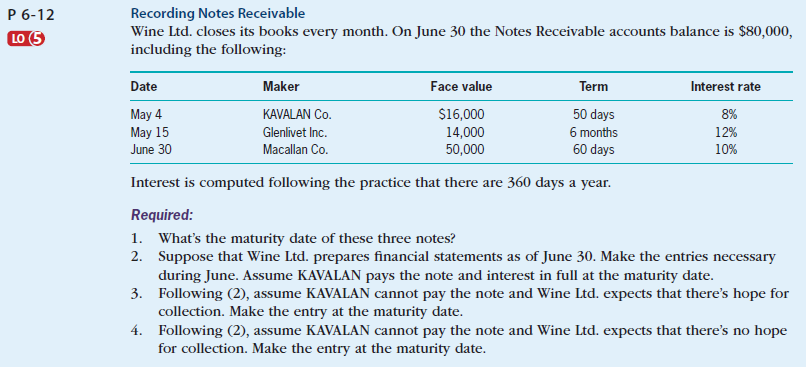 P 6-12
LO 5
Recording Notes Receivable
Wine Ltd. closes its books every month. On June 30 the Notes Receivable accounts balance is $80,000,
including the following:
Date Maker Face value Term Interest rate
May 4 KAVALAN Co. $16,000 50 days 8%
May 15 Glenlivet Inc. 14,000 6 months 12%
June 30 Macallan Co. 50,000 60 days 10%
Interest is computed following the practice that there are 360 days a year.
Required:
1. What's the maturity date of these three notes?
2. Suppose that Wine Ltd. prepares financial statements as of June 30. Make the entries necessary
during June. Assume KAVALAN pays the note and interest in full at the maturity date.
3. Following (2), assume KAVALAN cannot pay the note and Wine Ltd. expects that there's hope for
collection. Make the entry at the maturity date.
4. Following (2), assume KAVALAN cannot pay the note and Wine Ltd. expects that there's no hope
for collection. Make the entry at the maturity date.